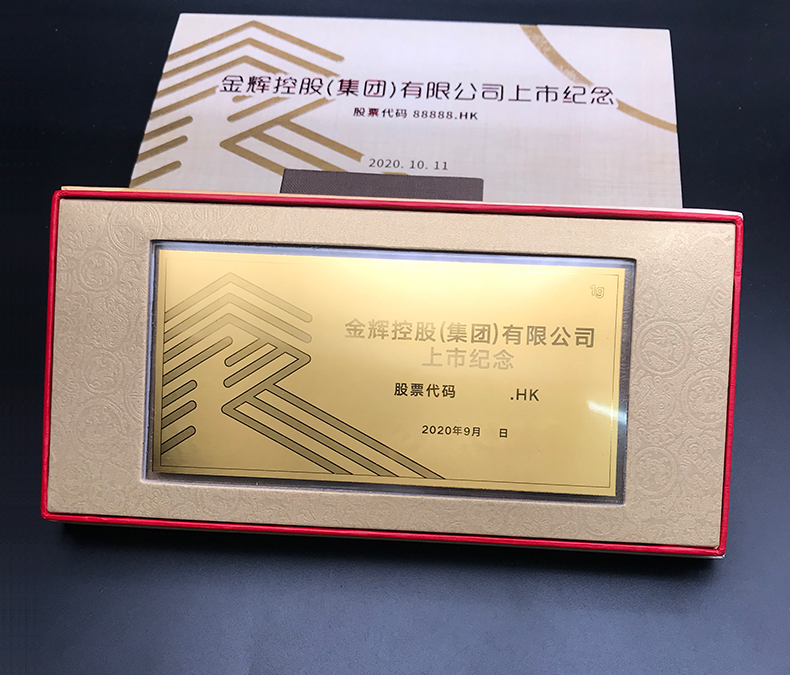 金辉控股(集团)有限公司上市纪念
股票代码 88888.HK
2020. 10. 11
1g
金辉控股(集团)有限公司
上市纪念
股票代码 .HK
2020年9月 日